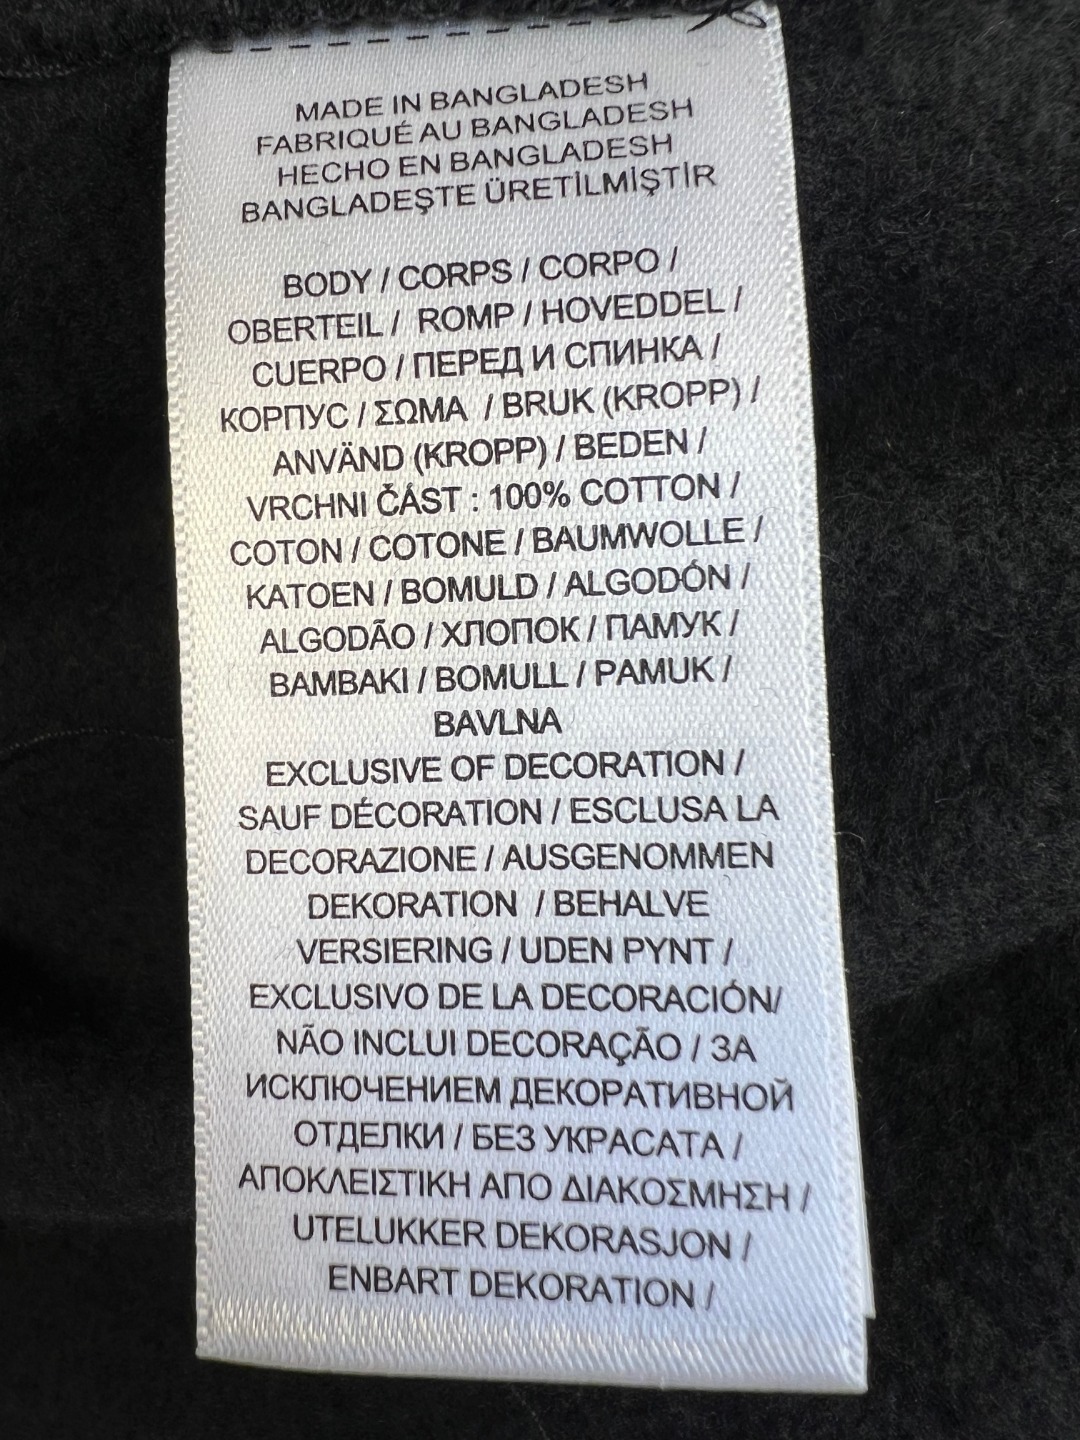 MADE IN BANGLADESH
FABRIQUÉ AU BANGLADESH
HECHO EN BANGLADESH
BANGLADEŞTE ÜRETİLMİŞTİR
BODY / CORPS / CORPO /
OBERTEIL / ROMP / HOVEDDEL /
CUERPO / ПЕРЕД И СПИНКА /
КОРПУС / ΣΩΜΑ / BRUK (KROPP) /
ANVÄND (KROPP) / BEDEN /
VRCHNI ČÁST : 100% COTTON /
COTON / COTONE / BAUMWOLLE /
KATOEN / BOMULD / ALGODÓN /
ALGODÃO / ХЛОПОК / ПАМУК /
BAMBAKI / BOMULL / PAMUK /
BAVLNA
EXCLUSIVE OF DECORATION /
SAUF DÉCORATION / ESCLUSA LA
DECORAZIONE / AUSGENOMMEN
DEKORATION / BEHALVE
VERSIERING / UDEN PYNT /
EXCLUSIVO DE LA DECORACIÓN/
NÃO INCLUI DECORAÇÃO / ЗА
ИСКЛЮЧЕНИЕМ ДЕКОРАТИВНОЙ
ОТДЕЛКИ / БЕЗ УКРАСАТА /
ΑΠΟΚΛΕΙΣΤΙΚΗ ΑΠΟ ΔΙΑΚΟΣΜΗΣΗ /
UTELUKKER DEKORASJON /
ENBART DEKORATION /